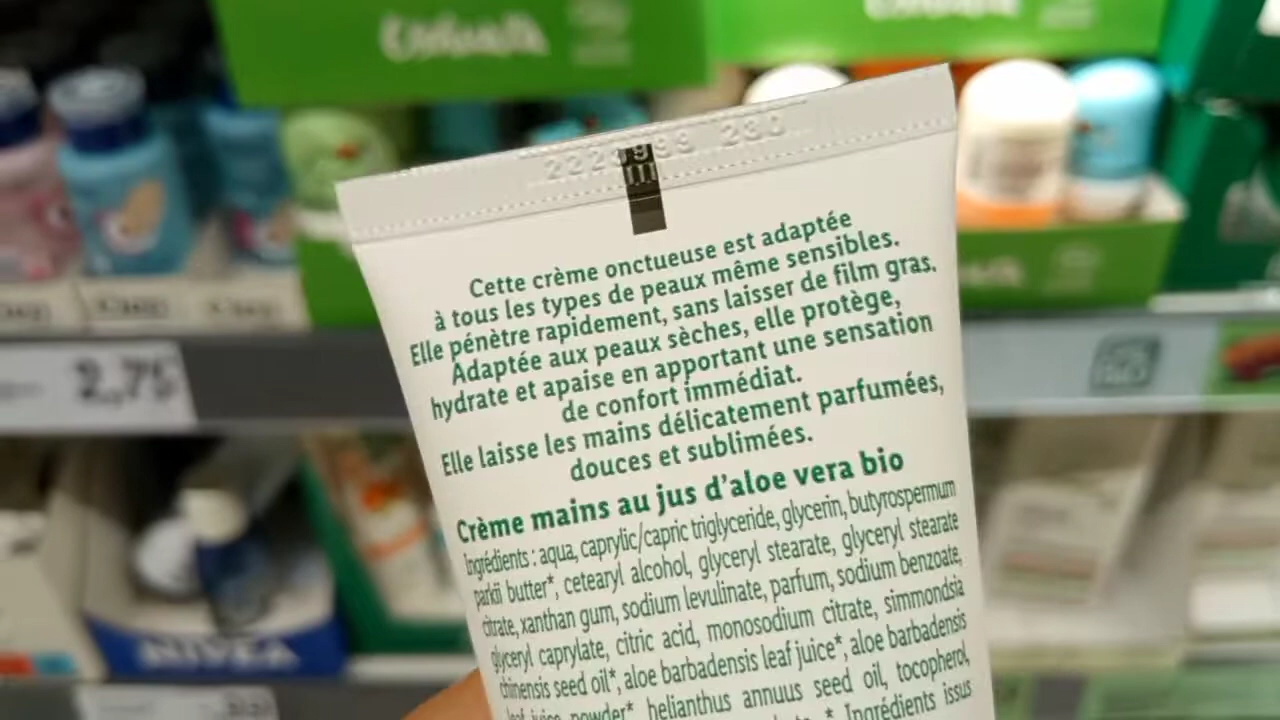 Cette crème onctueuse est adaptée
à tous les types de peaux même sensibles.
Elle pénètre rapidement, sans laisser de film gras.
Adaptée aux peaux sèches, elle protège,
hydrate et apaise en apportant une sensation
de confort immédiat.
Elle laisse les mains délicatement parfumées,
douces et sublimées.
Crème mains au jus d'aloe vera bio
Ingrédients : aqua, caprylic/capric triglyceride, glycerin, butyrospermum
parkii butter*, cetearyl alcohol, glyceryl stearate, glyceryl stearate
citrate, xanthan gum, sodium levulinate, parfum, sodium benzoate,
glyceryl caprylate, citric acid, monosodium citrate, simmondsia
chinensis seed oil*, aloe barbadensis leaf juice*, aloe barbadensis
leaf juice powder* helianthus annuus seed oil, tocopherol,
* Ingrédients issus
2,75
NIVEA